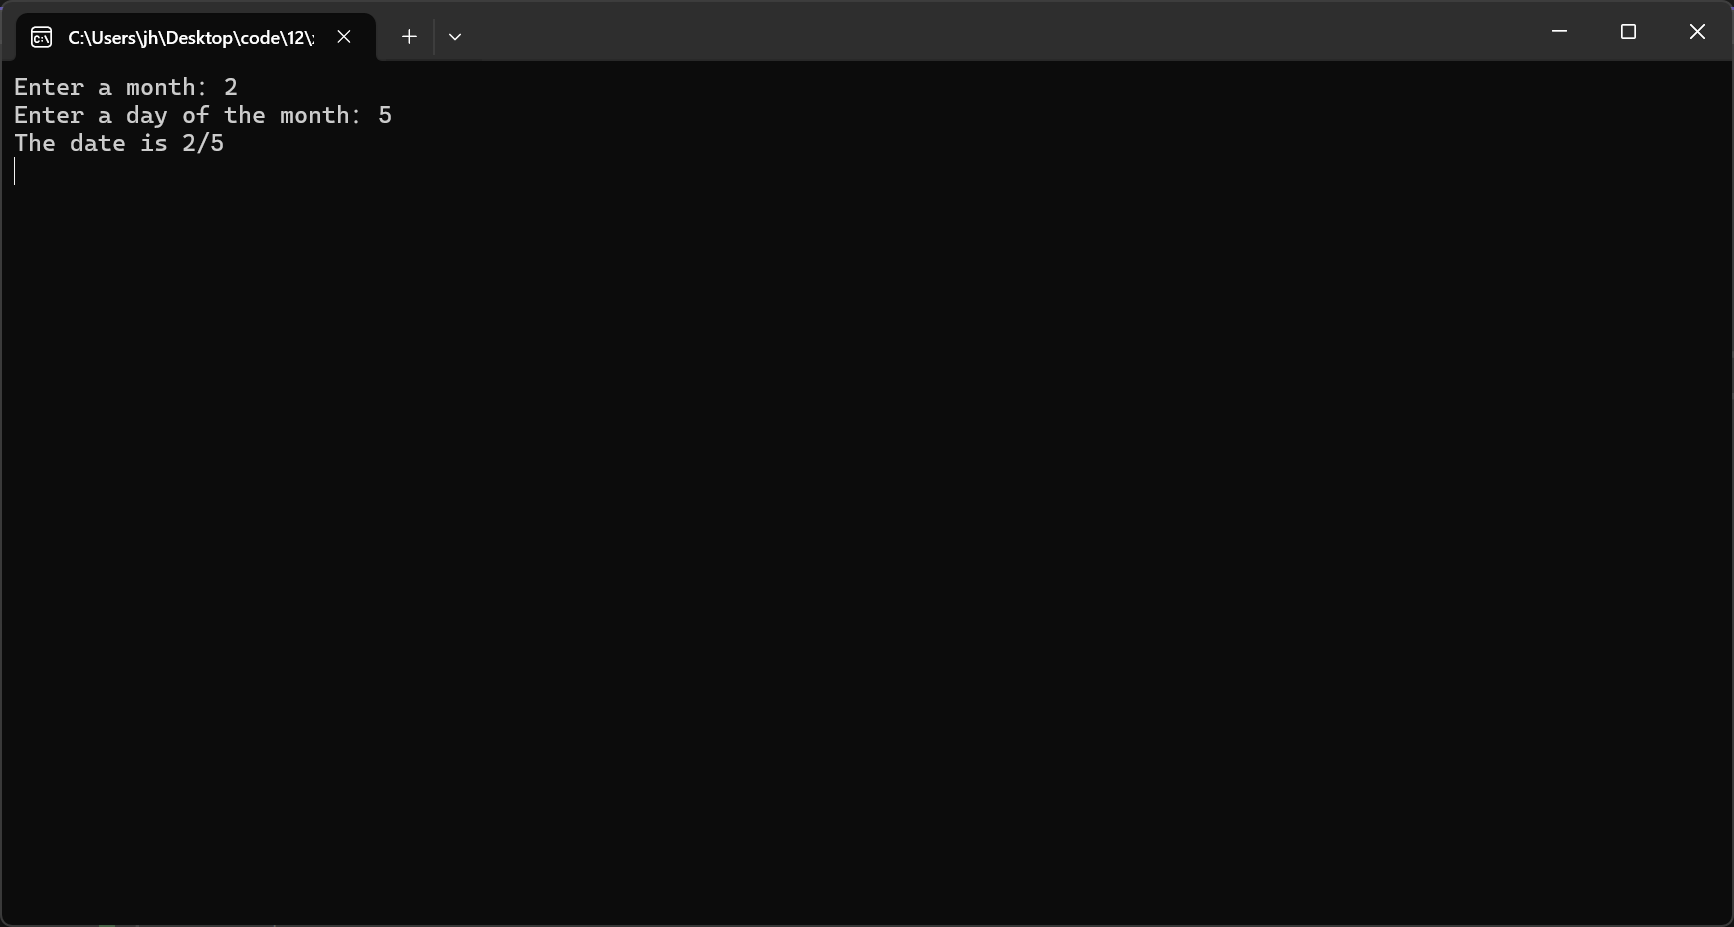 C:\Users\jh\Desktop\code\12\:
Enter a month: 2
Enter a day of the month: 5
The date is 2/5